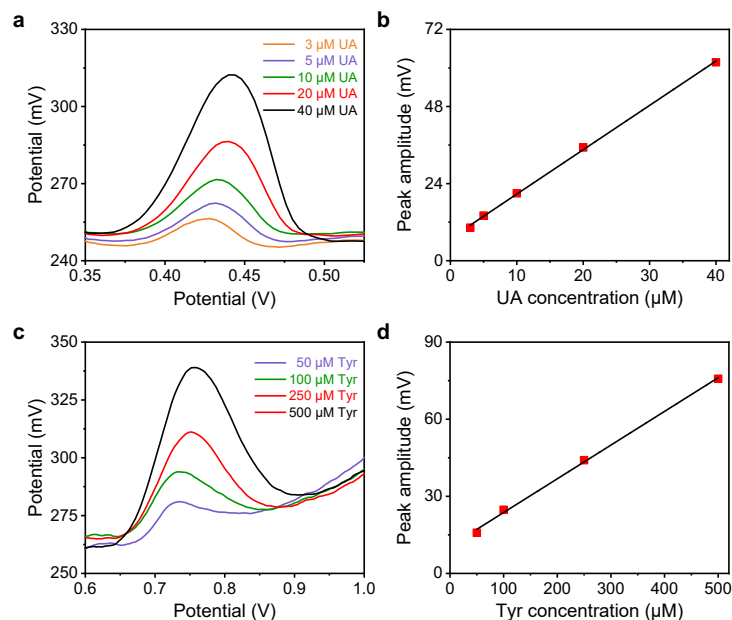 a
330
300
270
240
Potential (mV)
3 µM UA
5 µM UA
10 µM UA
20 µM UA
40 µM UA
0.35 0.40 0.45 0.50
Potential (V)
b
72
48
24
0
Peak amplitude (mV)
0 10 20 30 40
UA concentration (µM)
c
350
325
300
275
250
Potential (mV)
50 µM Tyr
100 µM Tyr
250 µM Tyr
500 µM Tyr
0.6 0.7 0.8 0.9 1.0
Potential (V)
d
90
60
30
0
Peak amplitude (mV)
0 100 200 300 400 500
Tyr concentration (µM)